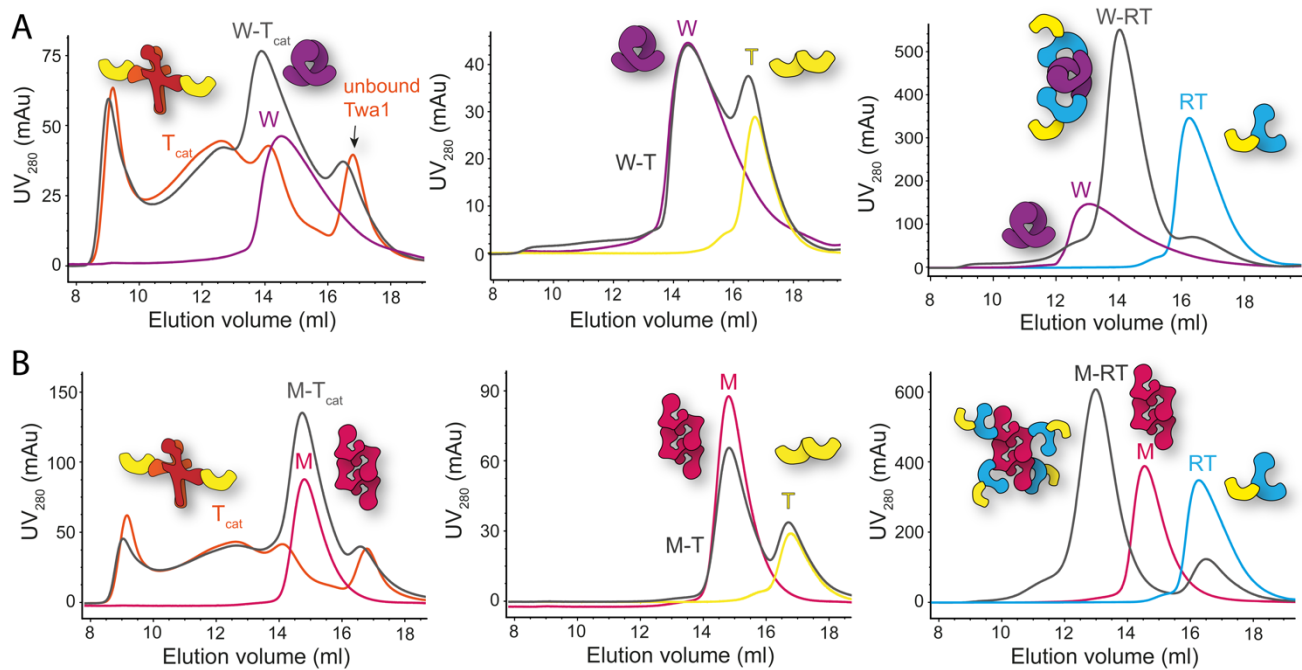 A
UV280 (mAu)
75
50
25
0
8 10 12 14 16 18
Elution volume (ml)
W-Tcat
Tcat
W
unbound
Twa1
UV280 (mAu)
40
30
20
10
0
8 10 12 14 16 18
Elution volume (ml)
W
T
W-T
UV280 (mAu)
500
400
300
200
100
0
8 10 12 14 16 18
Elution volume (ml)
W-RT
RT
W
B
UV280 (mAu)
150
100
50
0
8 10 12 14 16 18
Elution volume (ml)
M-Tcat
M
Tcat
UV280 (mAu)
90
60
30
0
8 10 12 14 16 18
Elution volume (ml)
M
T
M-T
UV280 (mAu)
600
400
200
0
8 10 12 14 16 18
Elution volume (ml)
M-RT
M
RT